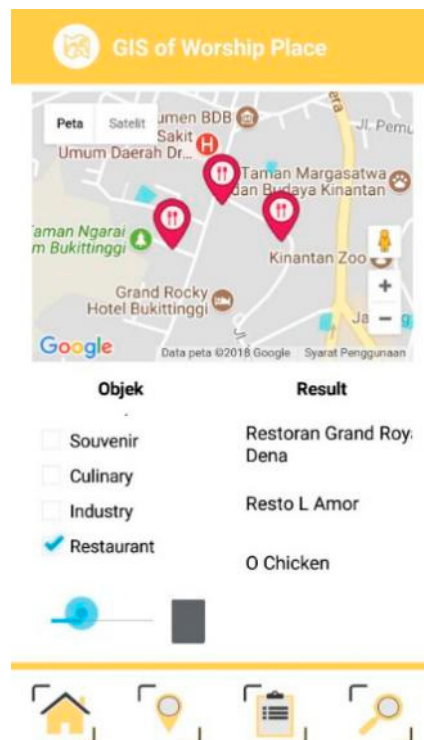 GIS of Worship Place
Peta
Satelit
umen BDB
Sakit
Umum Daerah Dr...
Jl. Pemu
Taman Margasatwa
dan Budaya Kinantan
aman Ngarai
m Bukittinggi
Kinantan Zoo
Grand Rocky
Hotel Bukittinggi
Google
Data peta ©2018 Google
Syarat Penggunaan
Objek
Result
Souvenir
Culinary
Industry
Restaurant
Restoran Grand Roy
Dena
Resto L Amor
O Chicken